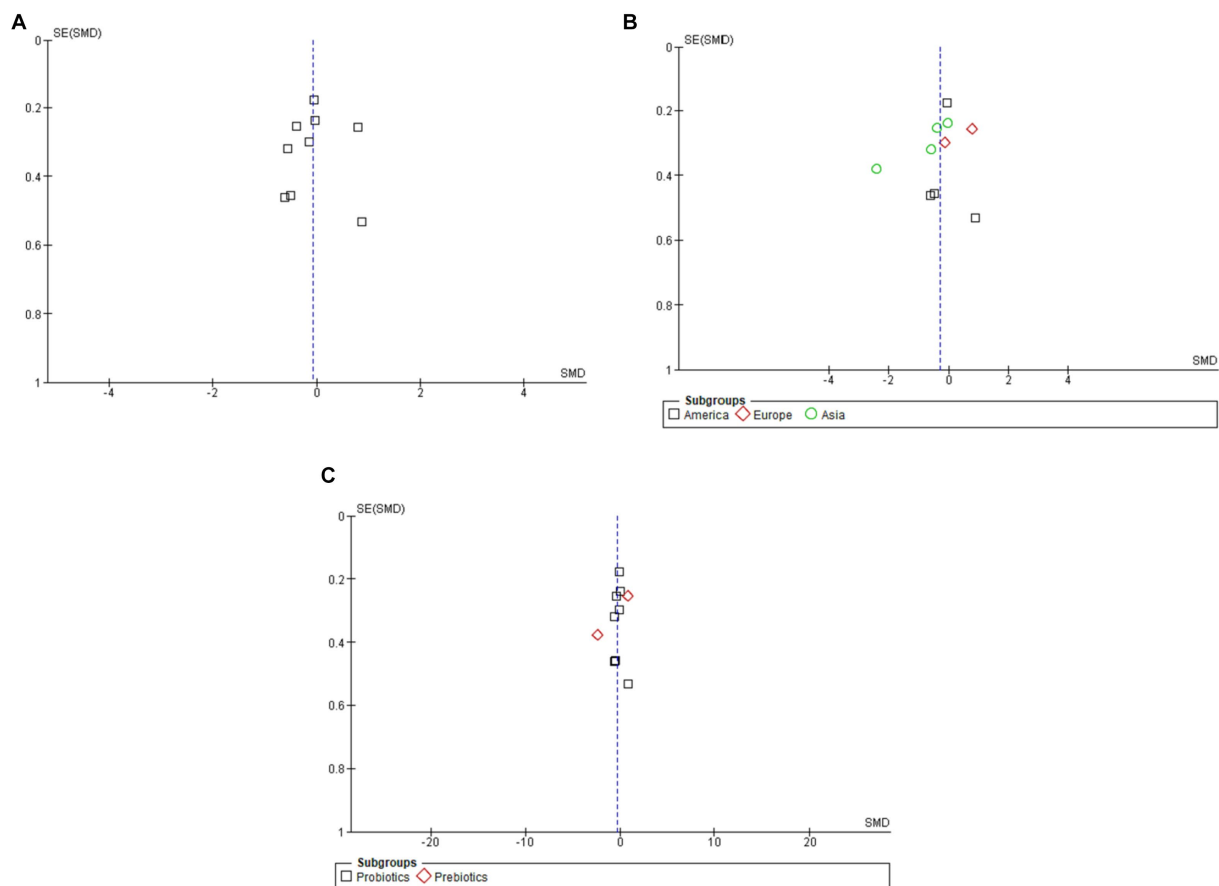 A
SE(SMD)
0
0.2
0.4
0.6
0.8
1
-4
-2
0
2
4
SMD
B
SE(SMD)
0
0.2
0.4
0.6
0.8
1
-4
-2
0
2
4
SMD
Subgroups
America Europe Asia
C
SE(SMD)
0
0.2
0.4
0.6
0.8
1
-20
-10
0
10
20
SMD
Subgroups
Probiotics Prebiotics